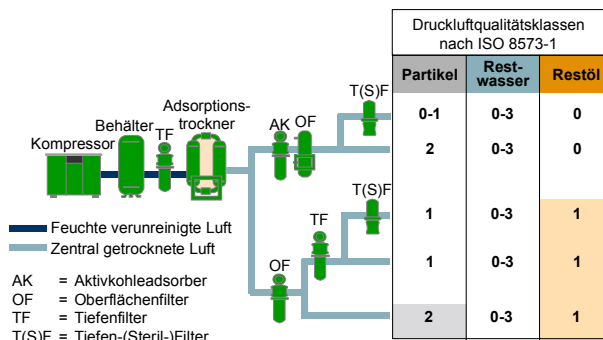 Druckluftqualitätsklassen
nach ISO 8573-1
Partikel
Rest-
wasser
Restöl
0-1 0-3 0
2 0-3 0
1 0-3 1
1 0-3 1
2 0-3 1
T(S)F
Adsorptions-
trockner
AK OF
Behälter
TF
Kompressor
T(S)F
TF
OF
Feuchte verunreinigte Luft
Zentral getrocknete Luft
AK = Aktivkohleadsorber
OF = Oberflächenfilter
TF = Tiefenfilter
T(S)F = Tiefen-(Steril-)Filter